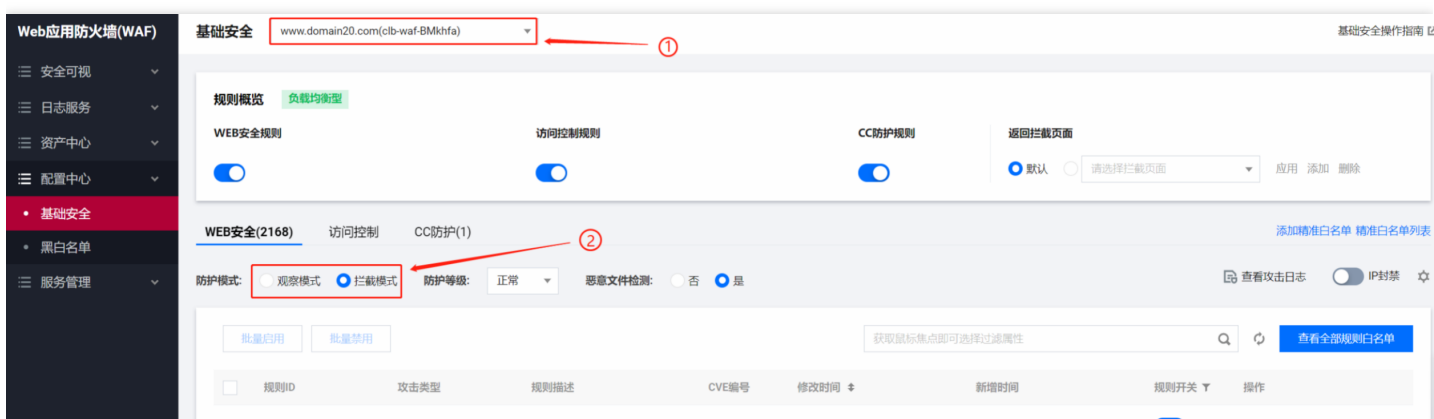 Web应用防火墙(WAF)
基础安全
www.domain20.com(clb-waf-BMkhfa)
①
基础安全操作指南
安全可视
日志服务
资产中心
配置中心
基础安全
黑白名单
服务管理
规则概览 负载均衡型
WEB安全规则 访问控制规则 CC防护规则 返回拦截页面
默认 请选择拦截页面 应用 添加 删除
WEB安全(2168) 访问控制 CC防护(1)
②
添加精准白名单 精准白名单列表
防护模式: 观察模式 拦截模式 防护等级: 正常 恶意文件检测: 否 是 查看攻击日志 IP封禁
批量启用 批量禁用 获取鼠标焦点即可选择过滤属性 查看全部规则白名单
规则ID 攻击类型 规则描述 CVE编号 修改时间 新增时间 规则开关 操作